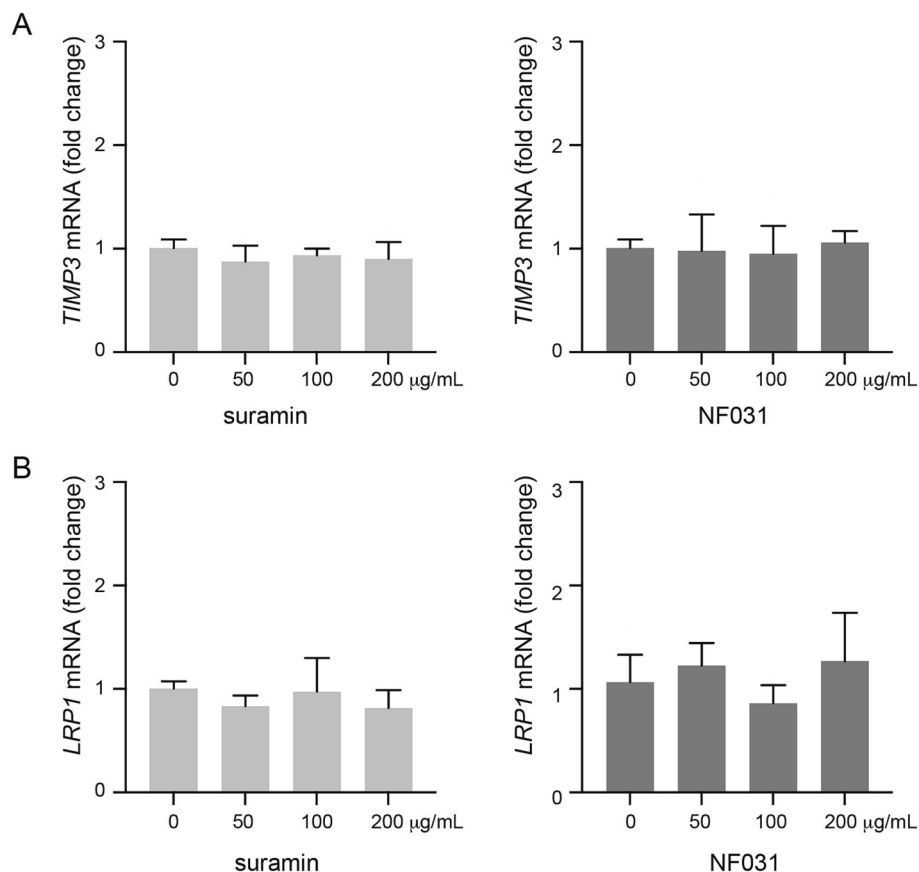 A
TIMP3 mRNA (fold change)
3
2
1
0
0 50 100 200 μg/mL
suramin
TIMP3 mRNA (fold change)
3
2
1
0
0 50 100 200 μg/mL
NF031
B
LRP1 mRNA (fold change)
3
2
1
0
0 50 100 200 μg/mL
suramin
LRP1 mRNA (fold change)
3
2
1
0
0 50 100 200 μg/mL
NF031